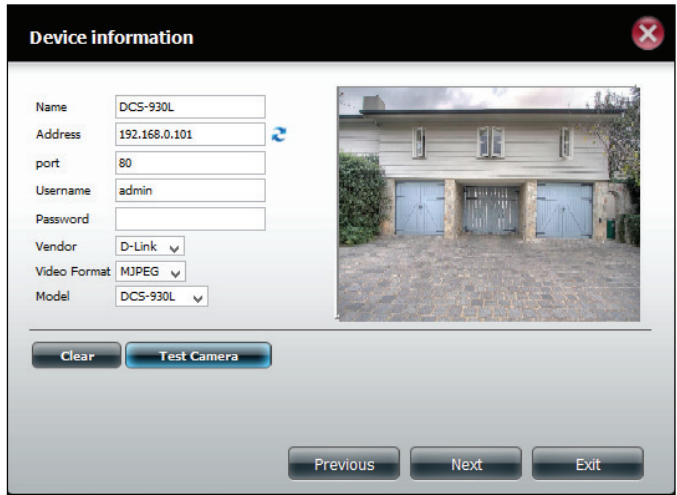 Device information
Name DCS-930L
Address 192.168.0.101
port 80
Username admin
Password
Vendor D-Link
Video Format MJPEG
Model DCS-930L
Clear Test Camera
Previous Next Exit